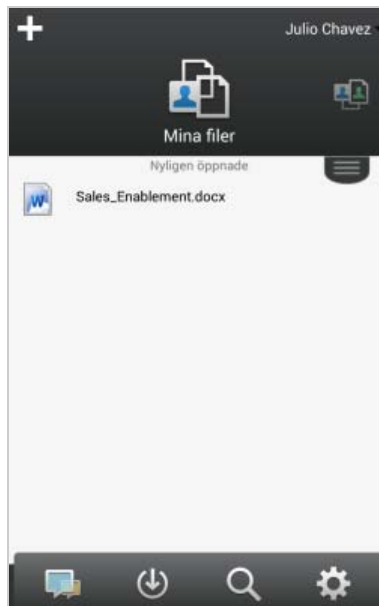 Julio Chavez
Mina filer
Nyligen öppnade
W
Sales_Enablement.docx